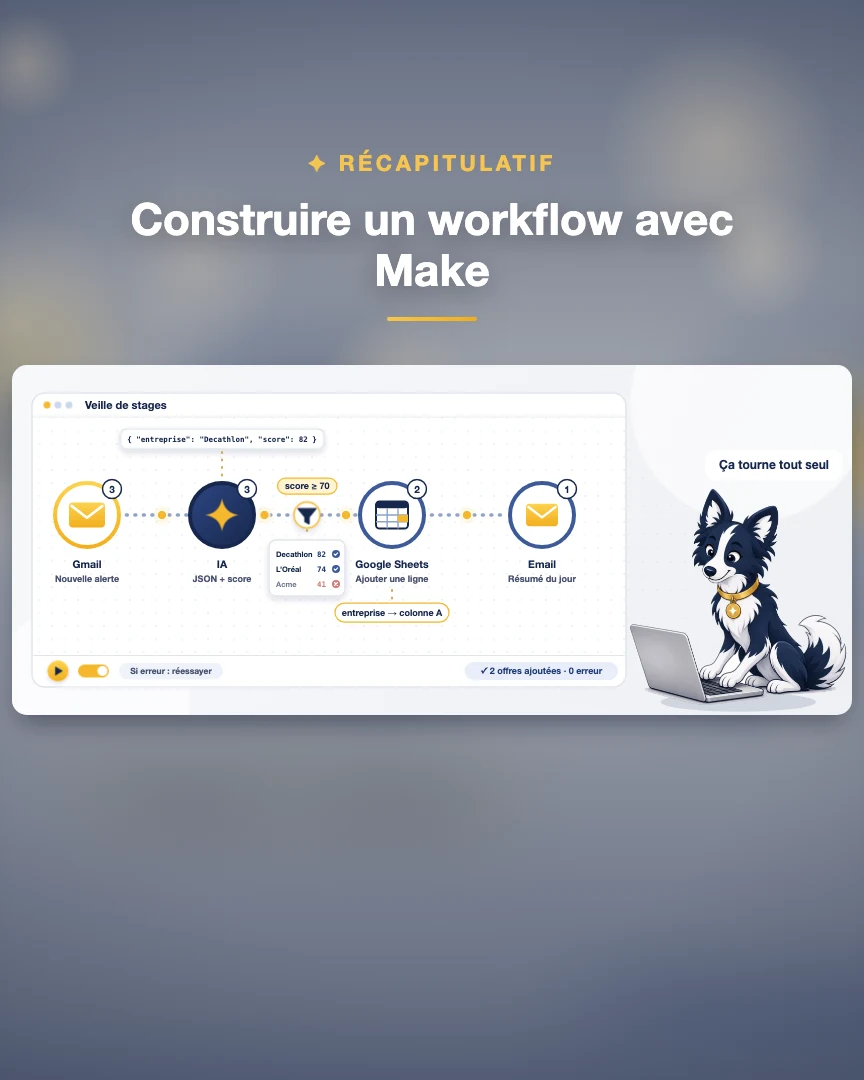 ✦ RÉCAPITULATIF
Construire un workflow avec
Make
Veille de stages
{ "entreprise": "Decathlon", "score": 82 }
Ça tourne tout seul
score ≥ 70
3
3
2
1
Decathlon 82
L'Oréal 74
Acme 41
Gmail
Nouvelle alerte
IA
JSON + score
Google Sheets
Ajouter une ligne
Email
Résumé du jour
entreprise → colonne A
Si erreur : réessayer
✓ 2 offres ajoutées · 0 erreur